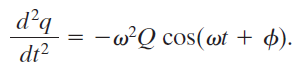 d²q/dt² = −ω²Q cos(ωt + ϕ).